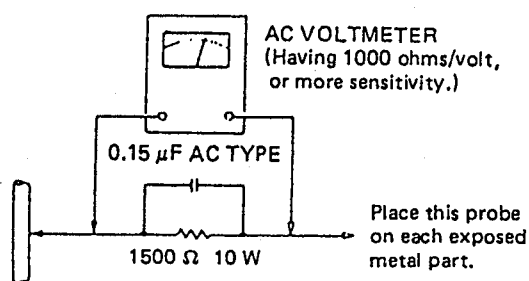 AC VOLTMETER
(Having 1000 ohms/volt,
or more sensitivity.)
0.15 µF AC TYPE
1500 Ω 10 W
Place this probe
on each exposed
metal part.